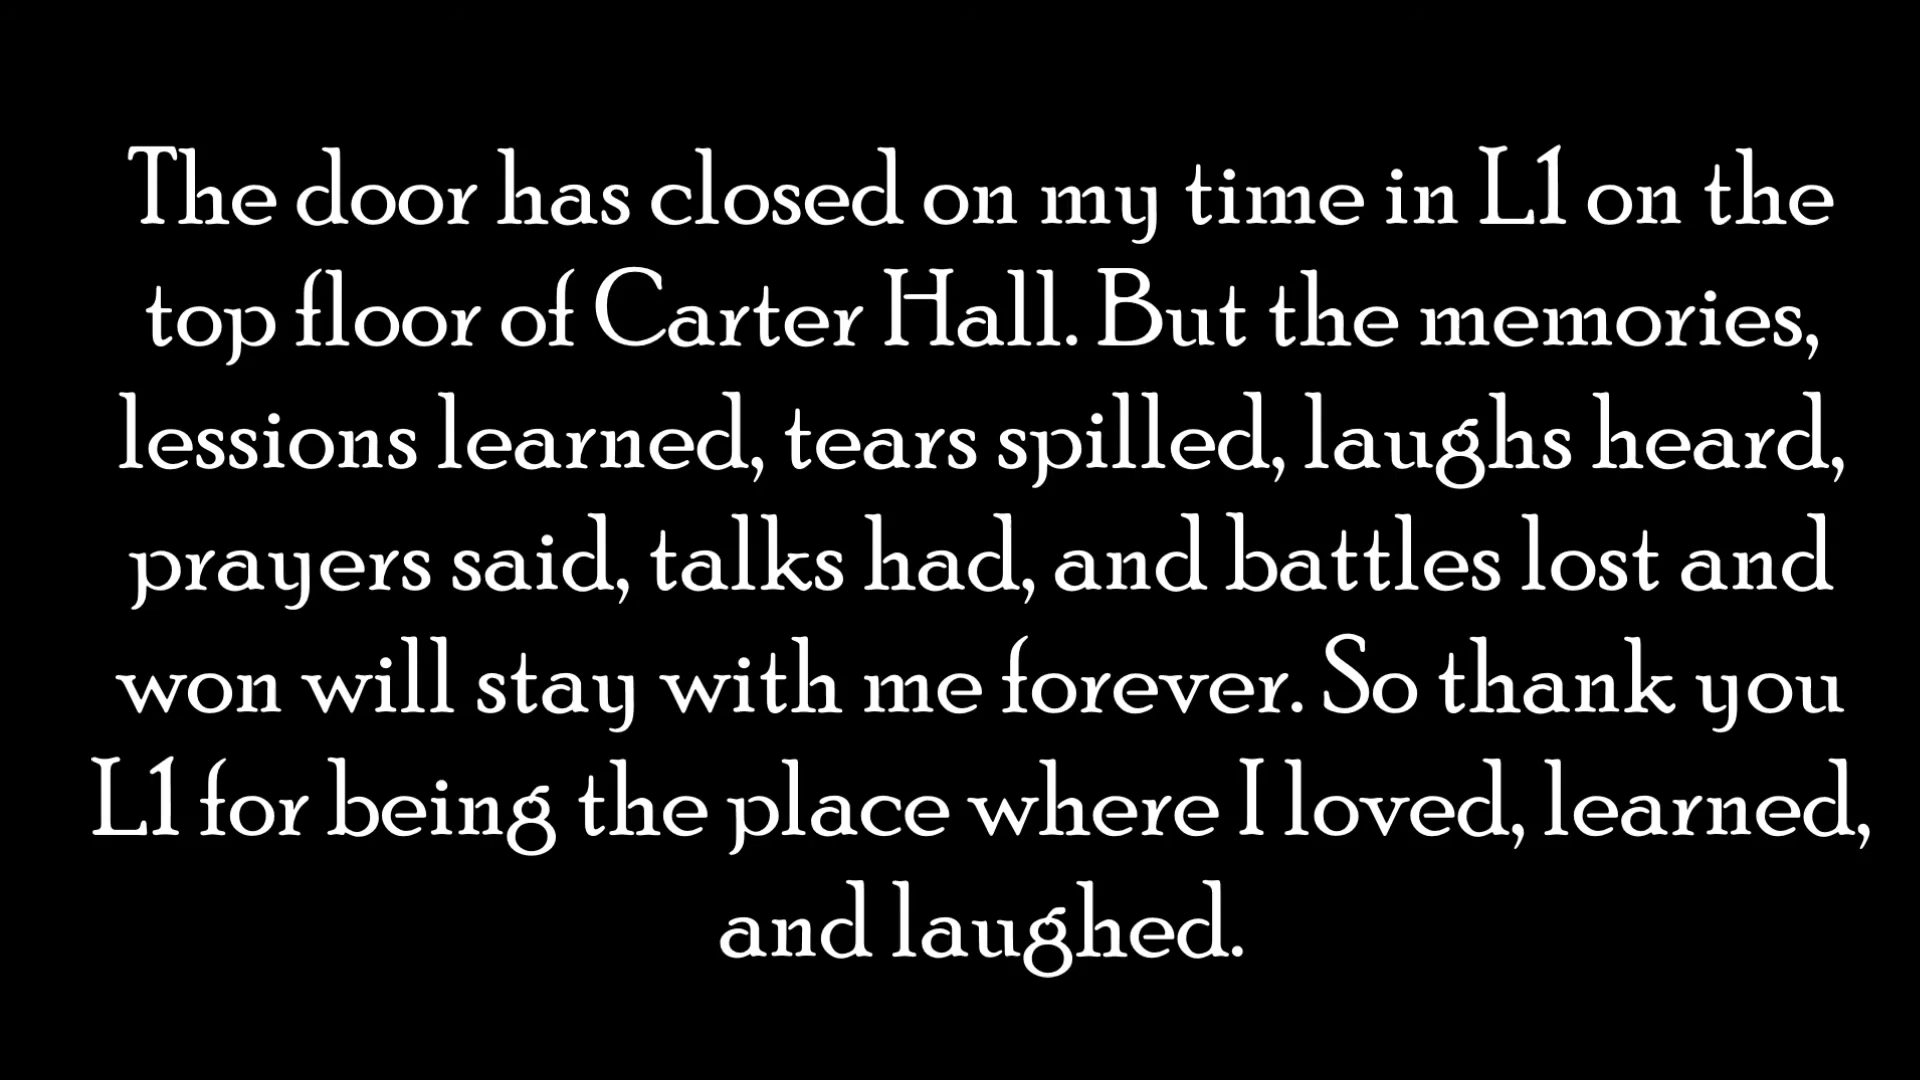 The door has closed on my time in L1 on the
top floor of Carter Hall. But the memories,
lessions learned, tears spilled, laughs heard,
prayers said, talks had, and battles lost and
won will stay with me forever. So thank you
L1 for being the place where I loved, learned,
and laughed.